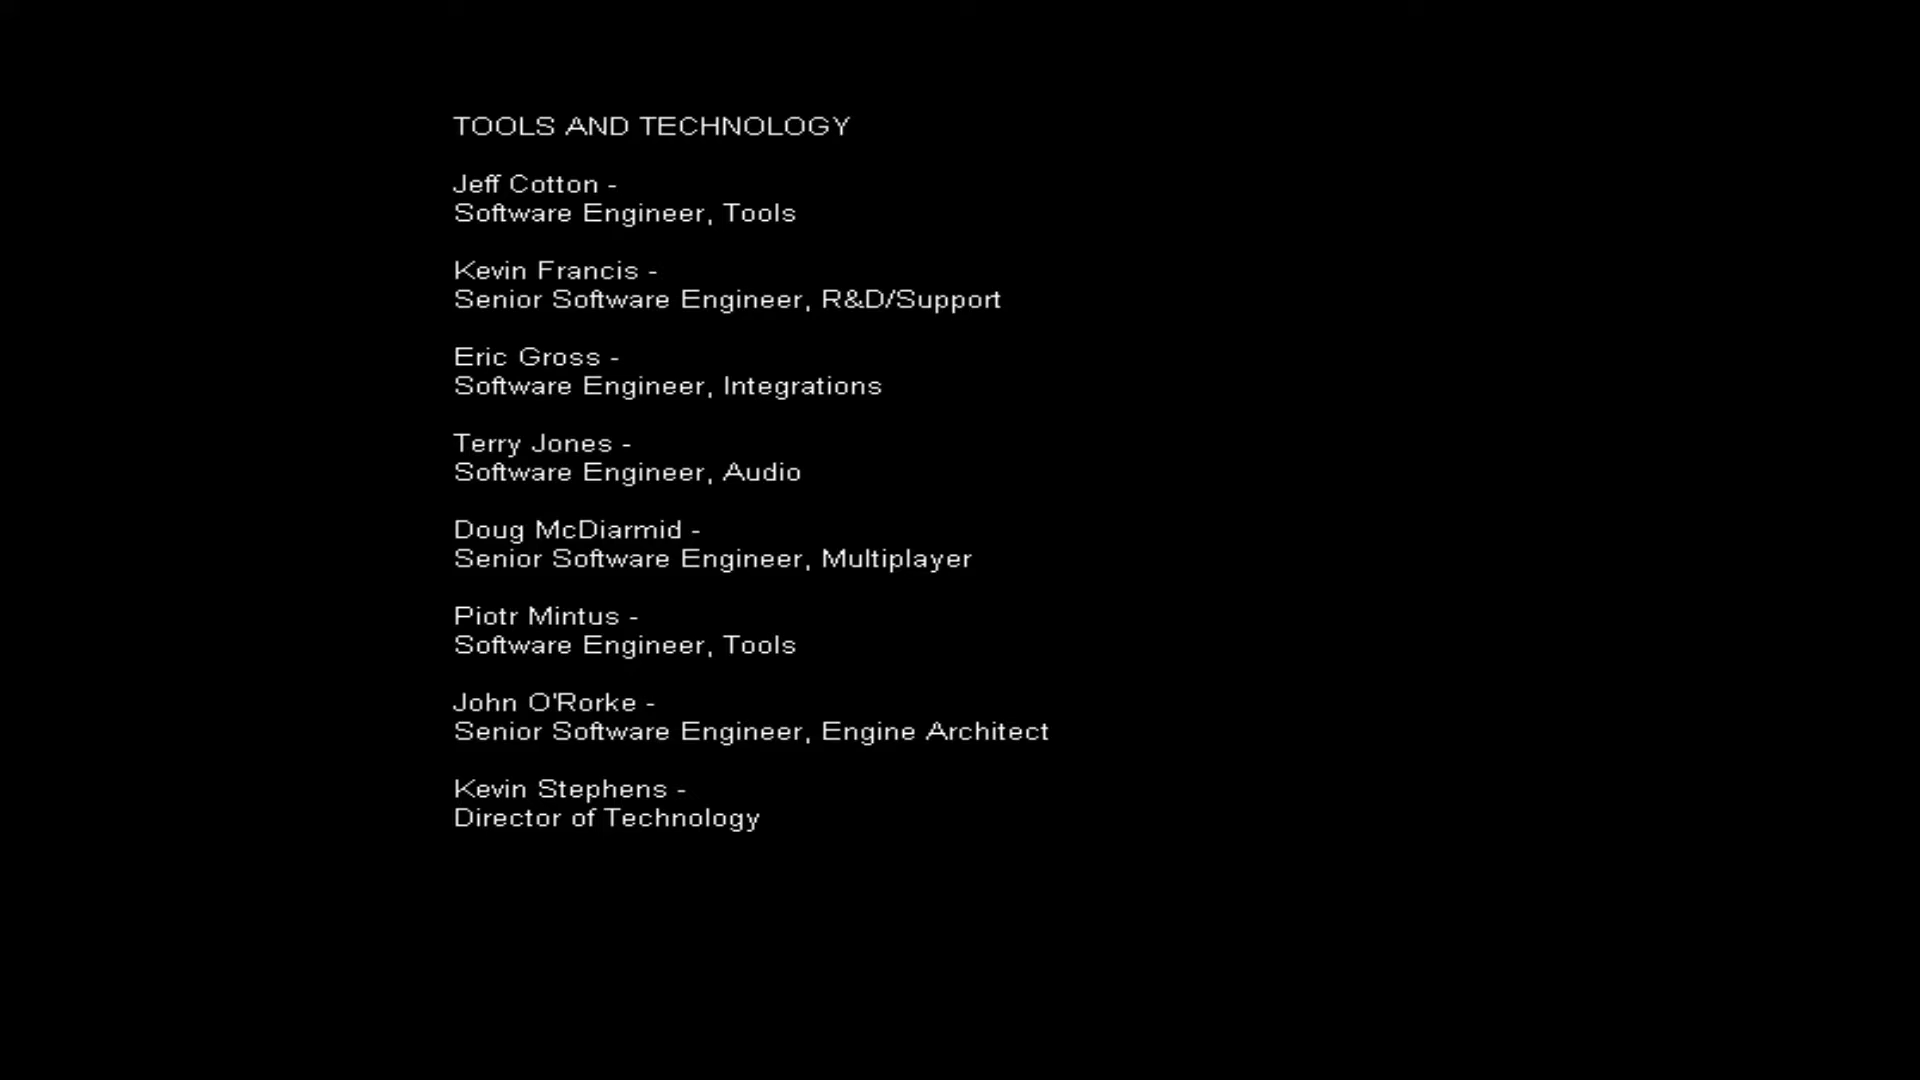 TOOLS AND TECHNOLOGY
Jeff Cotton -
Software Engineer, Tools
Kevin Francis -
Senior Software Engineer, R&D/Support
Eric Gross -
Software Engineer, Integrations
Terry Jones -
Software Engineer, Audio
Doug McDiarmid -
Senior Software Engineer, Multiplayer
Piotr Mintus -
Software Engineer, Tools
John O'Rorke -
Senior Software Engineer, Engine Architect
Kevin Stephens -
Director of Technology